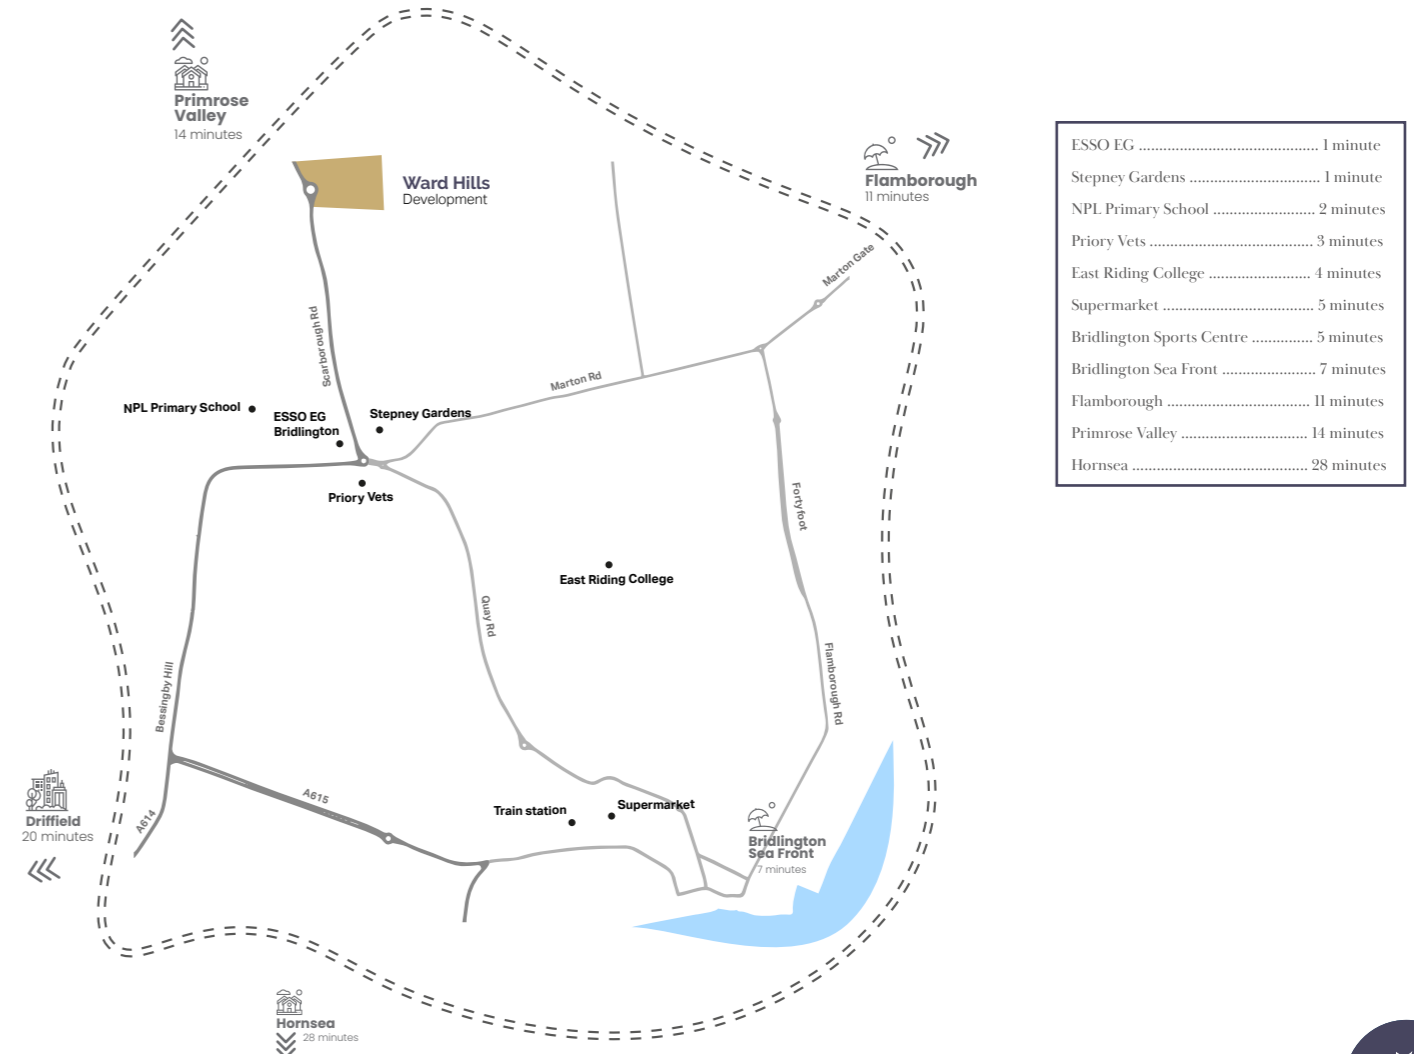 Primrose
Valley
14 minutes
Ward Hills
Development
Flamborough
11 minutes
Marton Gate
Scarborough Rd
Marton Rd
NPL Primary School
ESSO EG
Bridlington
Stepney Gardens
Priory Vets
Fortyfoot
East Riding College
Quay Rd
Flamborough Rd
Bessingby Hill
A615
A614
Train station
Supermarket
Driffield
20 minutes
Bridlington
Sea Front
7 minutes
Hornsea
28 minutes
ESSO EG ............................................ 1 minute
Stepney Gardens ................................ 1 minute
NPL Primary School ......................... 2 minutes
Priory Vets ........................................ 3 minutes
East Riding College ......................... 4 minutes
Supermarket ..................................... 5 minutes
Bridlington Sports Centre ............... 5 minutes
Bridlington Sea Front ....................... 7 minutes
Flamborough ................................... 11 minutes
Primrose Valley ............................... 14 minutes
Hornsea ........................................... 28 minutes